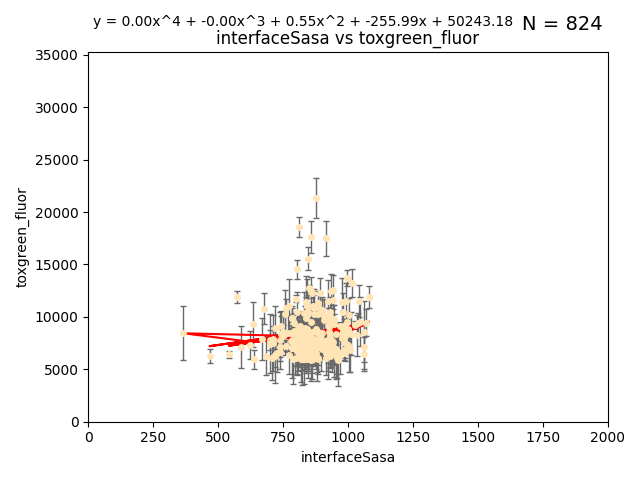 y = 0.00x^4 + -0.00x^3 + 0.55x^2 + -255.99x + 50243.18 N = 824
interfaceSasa vs toxgreen_fluor
35000
30000
25000
20000
15000
10000
5000
0
toxgreen_fluor
0 250 500 750 1000 1250 1500 1750 2000
interfaceSasa